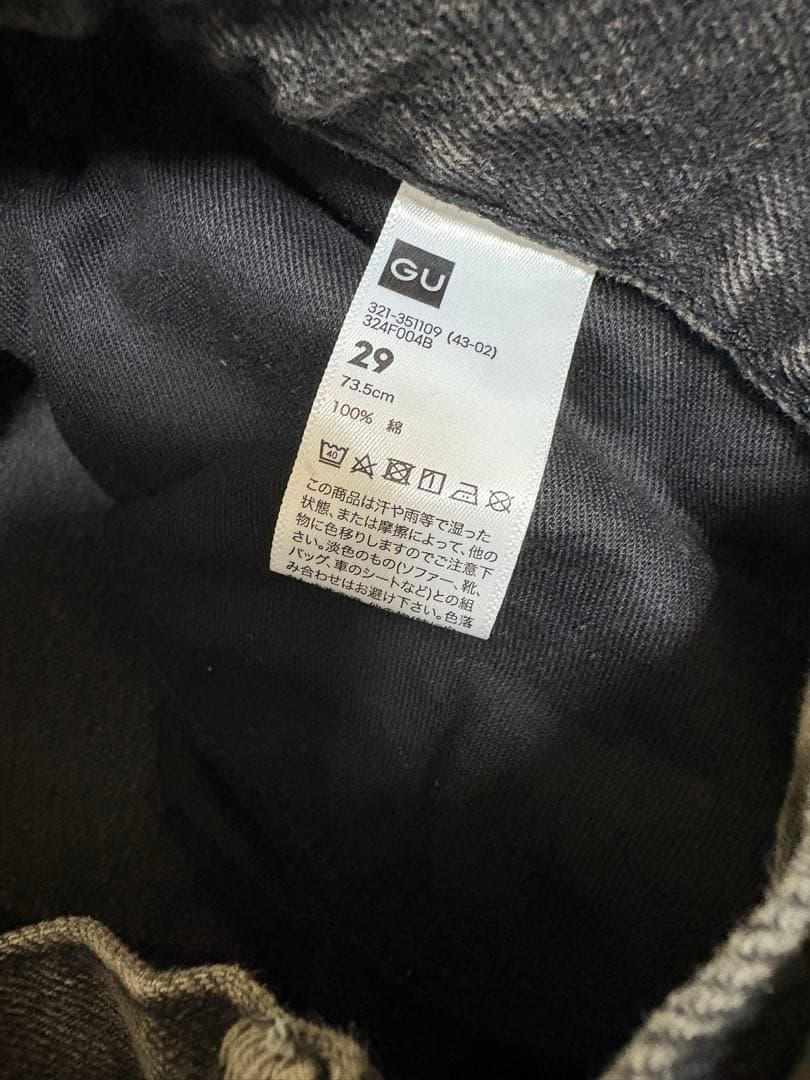 GU
321-351109 (43-02)
324F004B
29
73.5cm
100% 綿
40
この商品は汗や雨等で湿った
状態、または摩擦によって、他の
物に色移りしますのでご注意下
さい。淡色のもの(ソファー、靴、
バッグ、車のシートなど)との組
み合わせはお避け下さい。色落